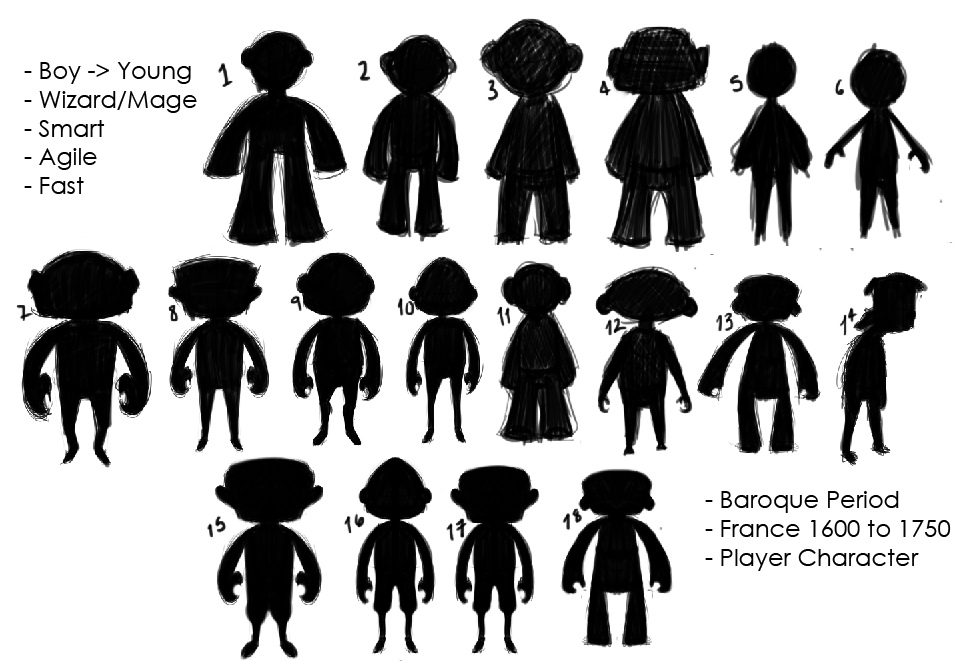 - Boy -> Young
- Wizard/Mage
- Smart
- Agile
- Fast
1
2
3
4
5
6
7
8
9
10
11
12
13
14
15
16
17
18
- Baroque Period
- France 1600 to 1750
- Player Character